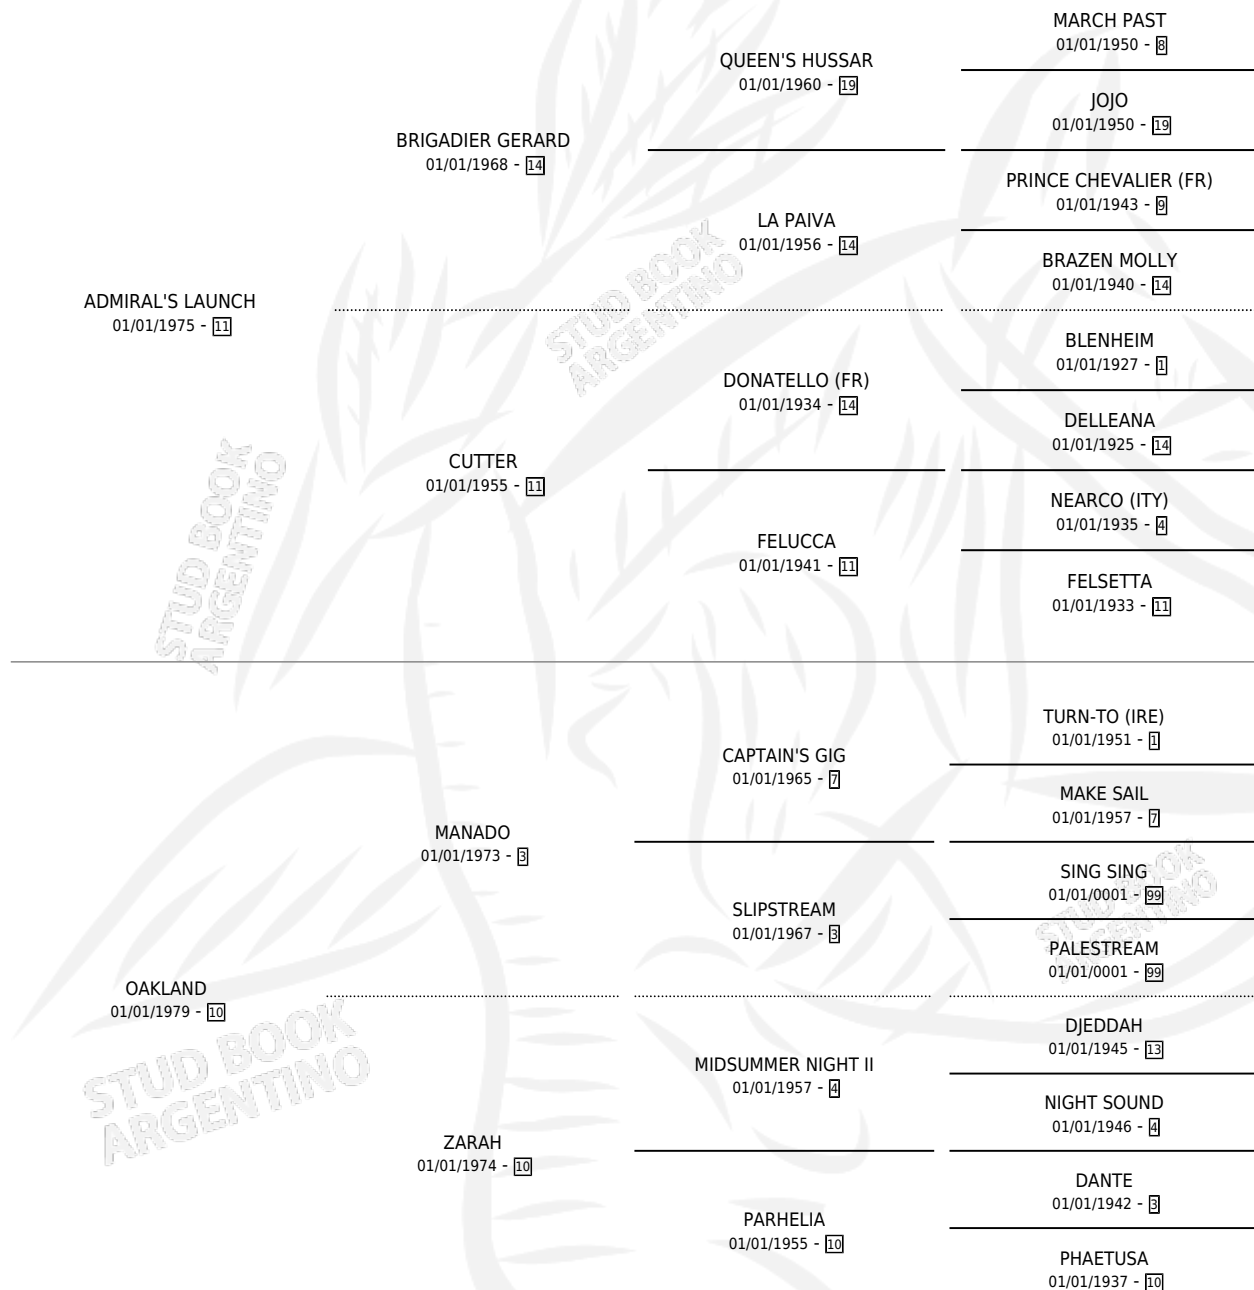 MARCH PAST
01/01/1950 - 8
QUEEN'S HUSSAR
01/01/1960 - 19
JOJO
01/01/1950 - 19
BRIGADIER GERARD
01/01/1968 - 14
PRINCE CHEVALIER (FR)
01/01/1943 - 9
LA PAIVA
01/01/1956 - 14
BRAZEN MOLLY
01/01/1940 - 14
ADMIRAL'S LAUNCH
01/01/1975 - 11
BLENHEIM
01/01/1927 - 1
DONATELLO (FR)
01/01/1934 - 14
DELLEANA
01/01/1925 - 14
CUTTER
01/01/1955 - 11
NEARCO (ITY)
01/01/1935 - 4
FELUCCA
01/01/1941 - 11
FELSETTA
01/01/1933 - 11
TURN-TO (IRE)
01/01/1951 - 1
CAPTAIN'S GIG
01/01/1965 - 7
MAKE SAIL
01/01/1957 - 7
MANADO
01/01/1973 - 3
SING SING
01/01/0001 - 99
SLIPSTREAM
01/01/1967 - 3
PALESTREAM
01/01/0001 - 99
OAKLAND
01/01/1979 - 10
DJEDDAH
01/01/1945 - 13
MIDSUMMER NIGHT II
01/01/1957 - 4
NIGHT SOUND
01/01/1946 - 4
ZARAH
01/01/1974 - 10
DANTE
01/01/1942 - 3
PARHELIA
01/01/1955 - 10
PHAETUSA
01/01/1937 - 10
STUD BOOK
ARGENTINO
STUD BOOK
ARGENTINO
STUD BOOK
ARGENTINO
STUD BOOK
ARGENTINO